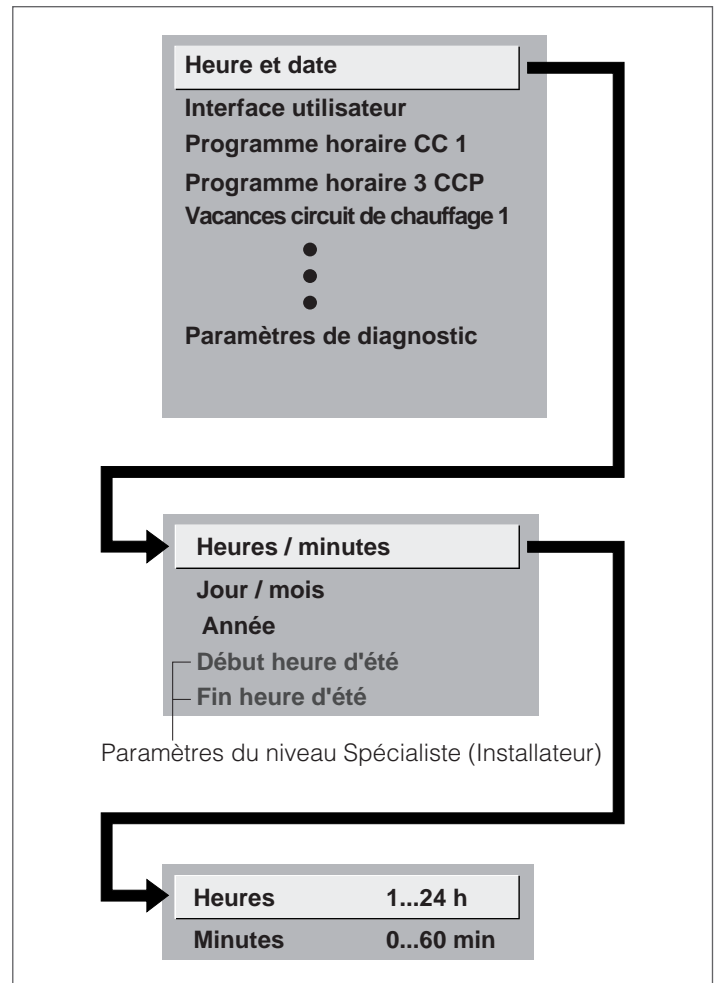 Heure et date
Interface utilisateur
Programme horaire CC 1
Programme horaire 3 CCP
Vacances circuit de chauffage 1
Paramètres de diagnostic
Heures / minutes
Jour / mois
Année
Début heure d'été
Fin heure d'été
Paramètres du niveau Spécialiste (Installateur)
Heures 1...24 h
Minutes 0...60 min